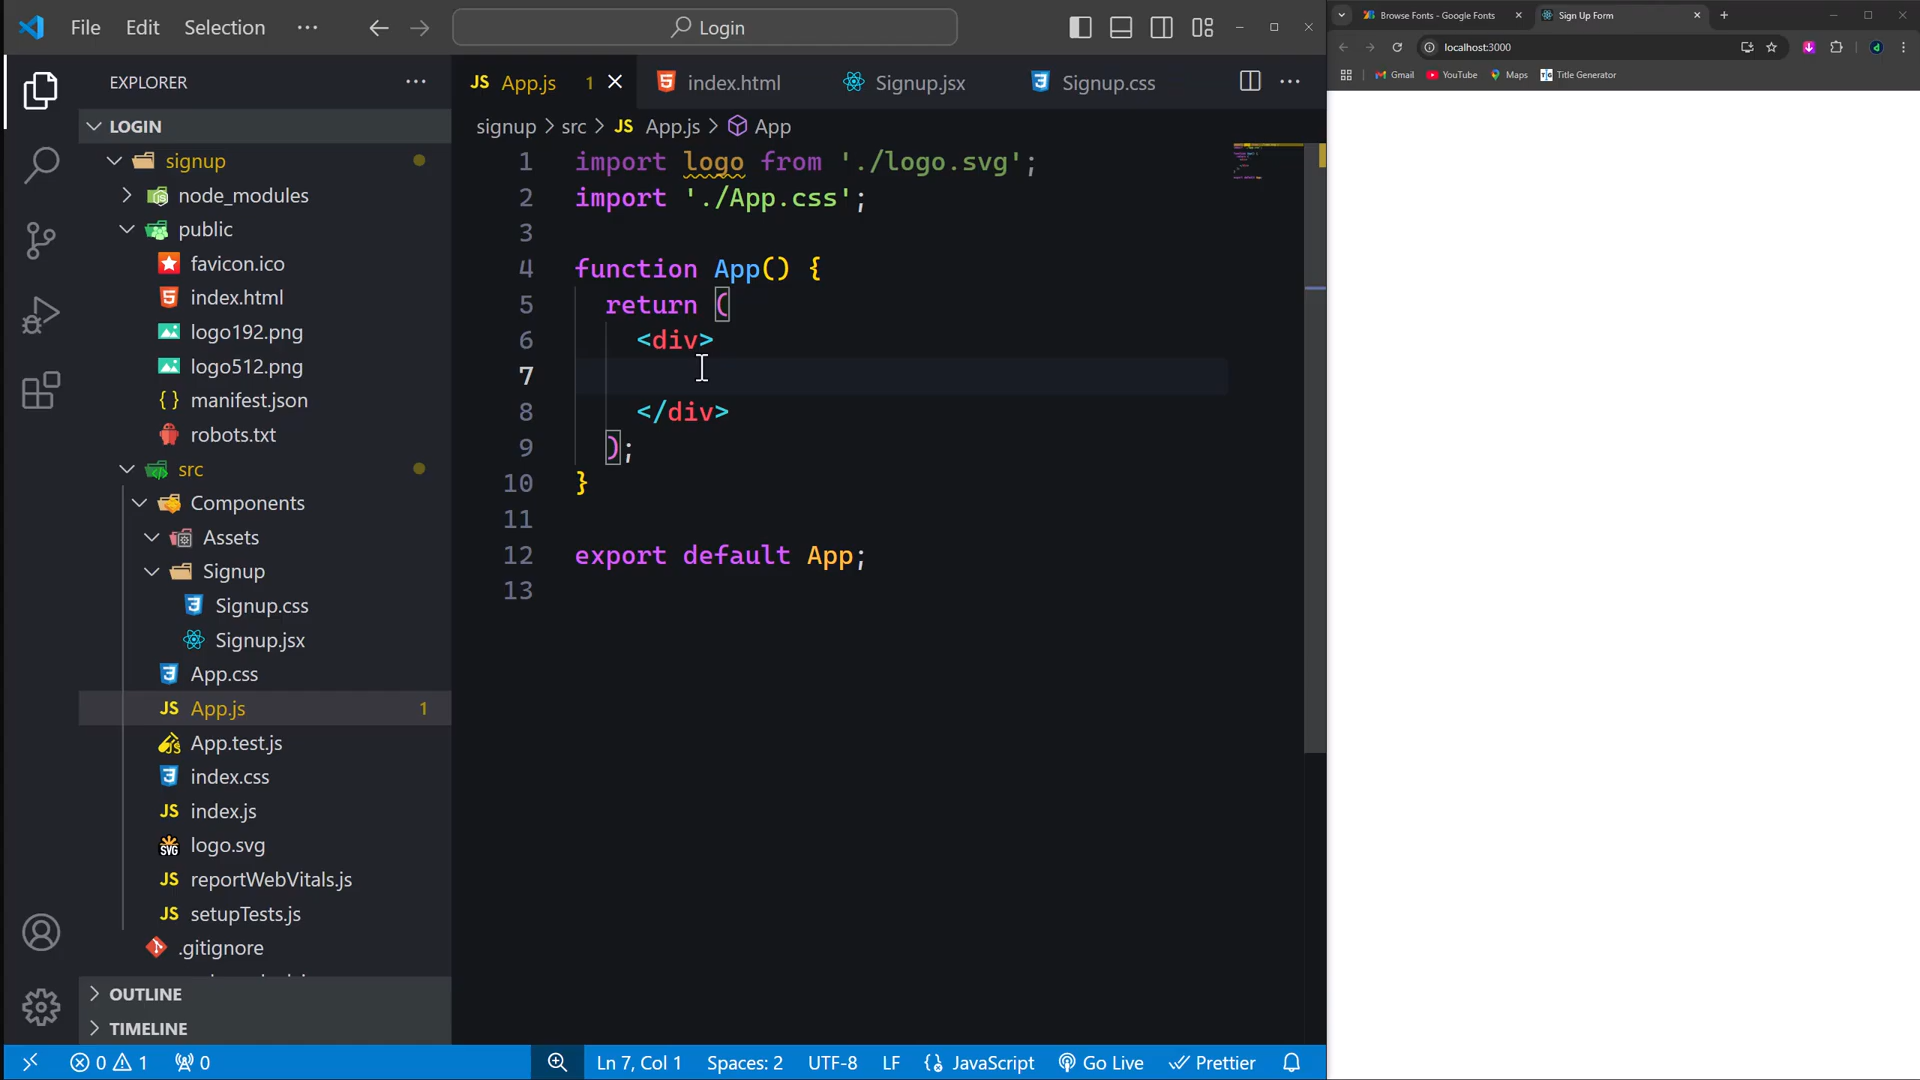 File Edit Selection ··· Login
EXPLORER ···
LOGIN
signup
node_modules
public
favicon.ico
index.html
logo192.png
logo512.png
manifest.json
robots.txt
src
Components
Assets
Signup
Signup.css
Signup.jsx
App.css
JS App.js 1
App.test.js
index.css
JS index.js
SVG logo.svg
JS reportWebVitals.js
JS setupTests.js
.gitignore
OUTLINE
TIMELINE
JS App.js 1 index.html Signup.jsx Signup.css ···
signup > src > JS App.js > App
1 import logo from './logo.svg';
2 import './App.css';
3
4 function App() {
5 return (
6 <div>
7
8 </div>
9 );
10 }
11
12 export default App;
13
0 1 0 Ln 7, Col 1 Spaces: 2 UTF-8 LF {} JavaScript Go Live Prettier
Browse Fonts - Google Fonts Sign Up Form
localhost:3000
Gmail YouTube Maps Title Generator